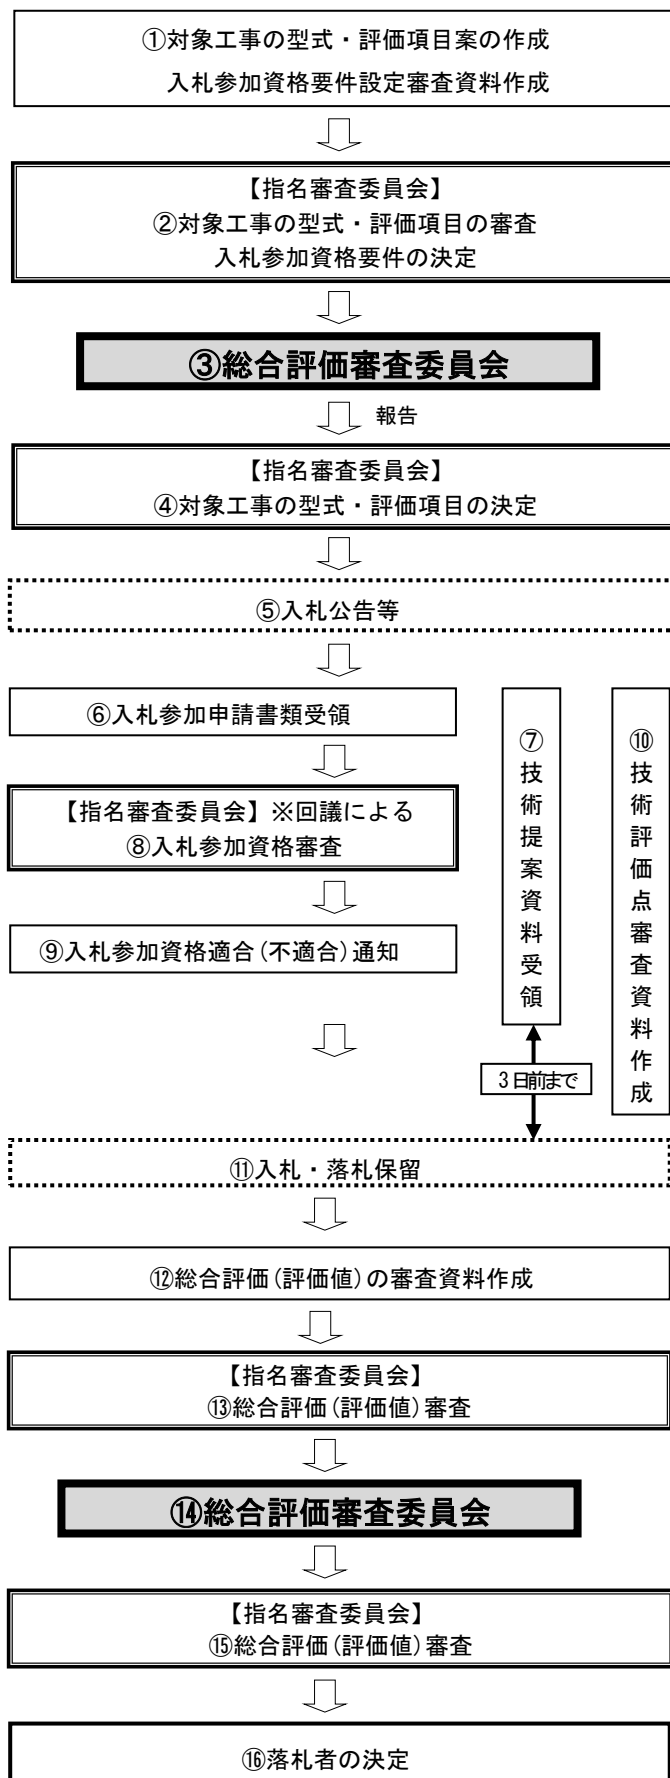 ①対象工事の型式・評価項目案の作成
入札参加資格要件設定審査資料作成
【指名審査委員会】
②対象工事の型式・評価項目の審査
入札参加資格要件の決定
③総合評価審査委員会
報告
【指名審査委員会】
④対象工事の型式・評価項目の決定
⑤入札公告等
⑥入札参加申請書類受領
【指名審査委員会】※回議による
⑧入札参加資格審査
⑨入札参加資格適合(不適合)通知
⑦技術提案資料受領
3日前まで
⑩技術評価点審査資料作成
⑪入札・落札保留
⑫総合評価(評価値)の審査資料作成
【指名審査委員会】
⑬総合評価(評価値)審査
⑭総合評価審査委員会
【指名審査委員会】
⑮総合評価(評価値)審査
⑯落札者の決定